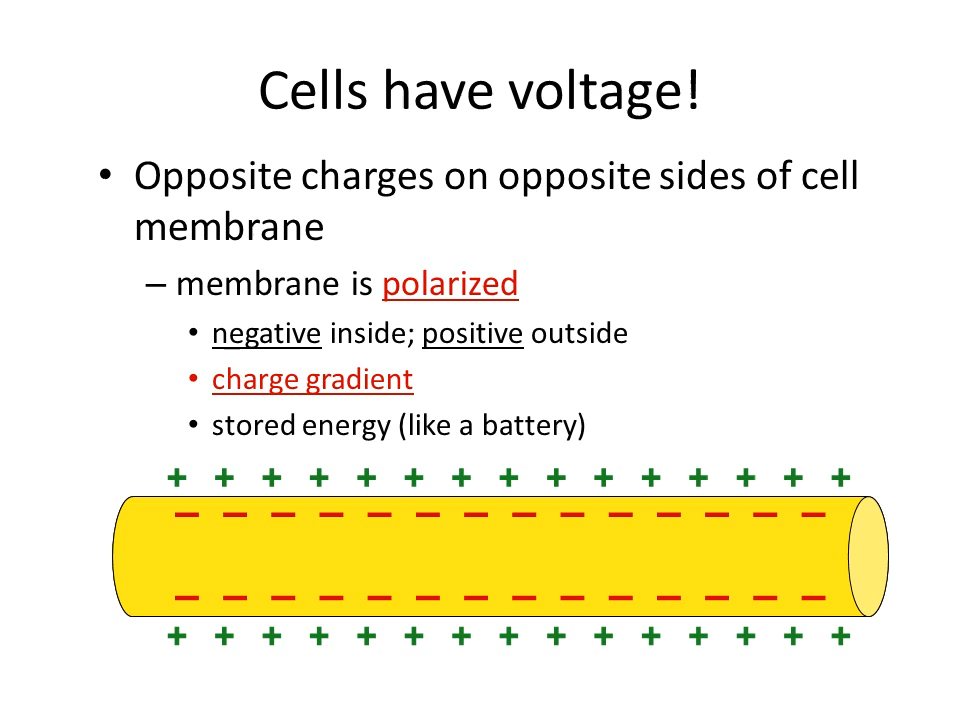 Cells have voltage!
• Opposite charges on opposite sides of cell
membrane
– membrane is polarized
• negative inside; positive outside
• charge gradient
• stored energy (like a battery)
+ + + + + + + + + + + + + + +
– – – – – – – – – – – – – –
– – – – – – – – – – – – – –
+ + + + + + + + + + + + + + +